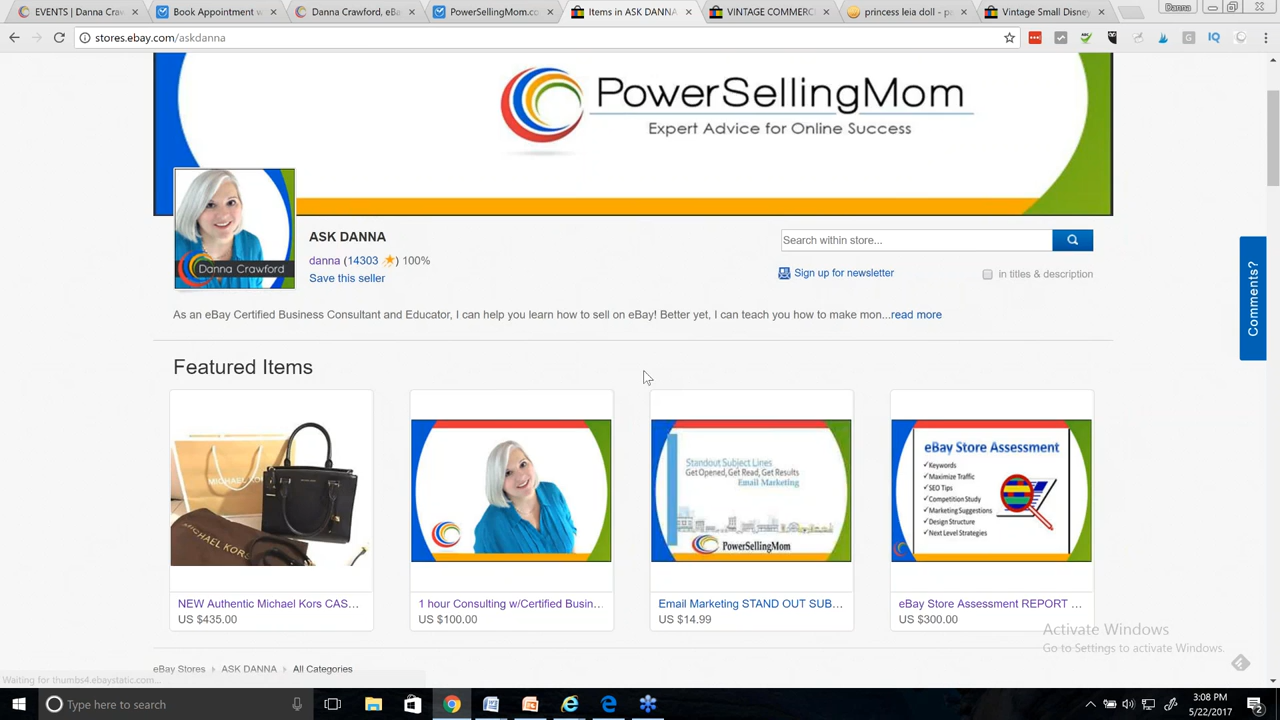 EVENTS | Danna Craw
Book Appointment w
Danna Crawford, eBa
PowerSellingMom.co
Items in ASK DANNA
VINTAGE COMMERC
princess leia doll - p
Vintage Small Disne
Danna
stores.ebay.com/askdanna
PowerSellingMom
Expert Advice for Online Success
Danna Crawford
ASK DANNA
danna (14303 ) 100%
Save this seller
Search within store...
Sign up for newsletter
in titles & description
Comments?
As an eBay Certified Business Consultant and Educator, I can help you learn how to sell on eBay! Better yet, I can teach you how to make mon...read more
Featured Items
MICHAEL KORS
Standout Subject Lines
Get Opened, Get Read, Get Results
Email Marketing
PowerSellingMom
eBay Store Assessment
✓Keywords
✓Maximize Traffic
✓SEO Tips
✓Competition Study
✓Marketing Suggestions
✓Design Structure
✓Next Level Strategies
NEW Authentic Michael Kors CAS...
US $435.00
1 hour Consulting w/Certified Busin...
US $100.00
Email Marketing STAND OUT SUB...
US $14.99
eBay Store Assessment REPORT ...
US $300.00
Activate Windows
Go to Settings to activate Windows.
eBay Stores
ASK DANNA
All Categories
Waiting for thumbs4.ebaystatic.com...
Type here to search
3:08 PM
5/22/2017
2